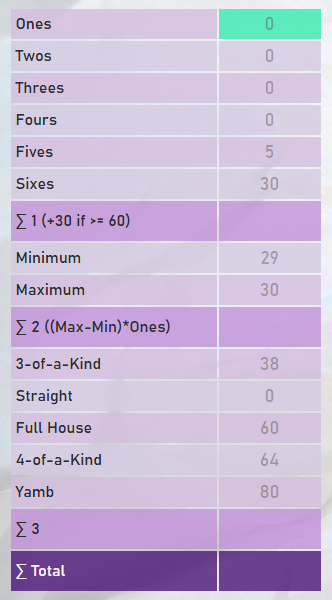 Ones 0
Twos 0
Threes 0
Fours 0
Fives 5
Sixes 30
∑ 1 (+30 if >= 60)
Minimum 29
Maximum 30
∑ 2 ((Max-Min)*Ones)
3-of-a-Kind 38
Straight 0
Full House 60
4-of-a-Kind 64
Yamb 80
∑ 3
∑ Total